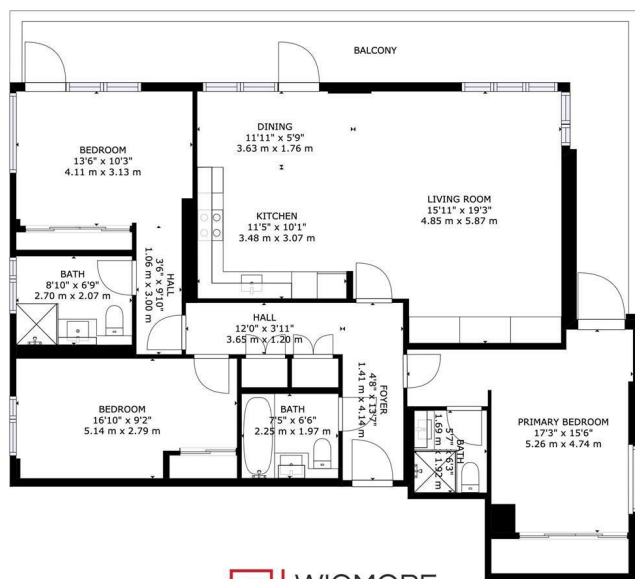 BALCONY
DINING
11'11" x 5'9"
3.63 m x 1.76 m
BEDROOM
13'6" x 10'3"
4.11 m x 3.13 m
LIVING ROOM
15'11" x 19'3"
4.85 m x 5.87 m
KITCHEN
11'5" x 10'1"
3.48 m x 3.07 m
HALL
3'6" x 9'10"
1.06 m x 3.00 m
BATH
8'10" x 6'9"
2.70 m x 2.07 m
HALL
12'0" x 3'11"
3.65 m x 1.20 m
FOYER
4'8" x 13'7"
1.41 m x 4.14 m
BEDROOM
16'10" x 9'2"
5.14 m x 2.79 m
BATH
7'5" x 6'6"
2.25 m x 1.97 m
BATH
5'7" x 6'3"
1.69 m x 1.92 m
PRIMARY BEDROOM
17'3" x 15'6"
5.26 m x 4.74 m
WIGMORE